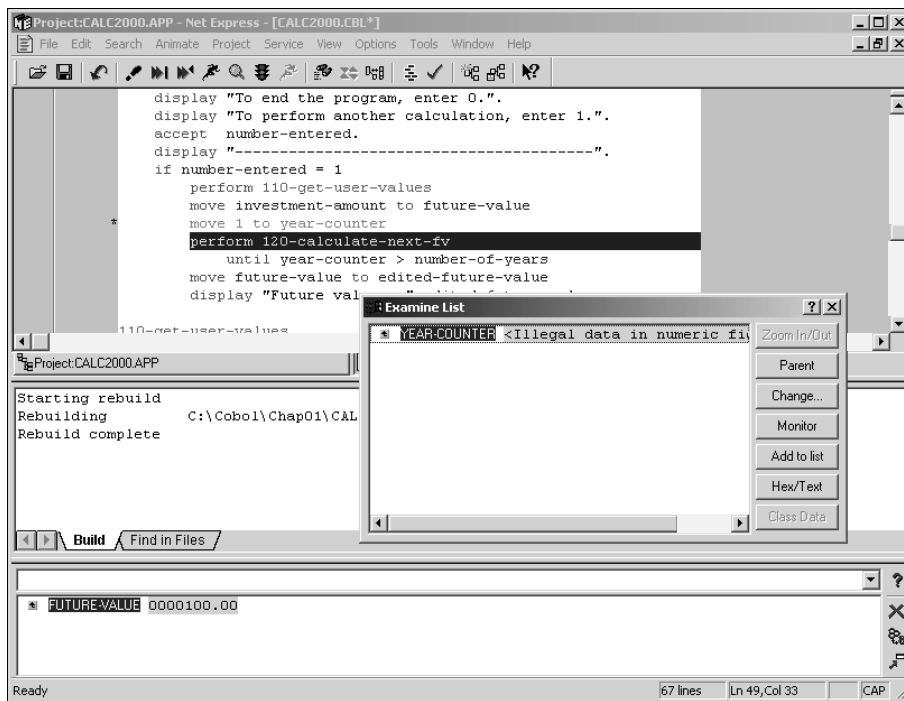 Project:CALC2000.APP - Net Express - [CALC2000.CBL*]
File Edit Search Animate Project Service View Options Tools Window Help
display "To end the program, enter 0.".
display "To perform another calculation, enter 1.".
accept number-entered.
display "----------------------------------------".
if number-entered = 1
perform 110-get-user-values
move investment-amount to future-value
* move 1 to year-counter
perform 120-calculate-next-fv
until year-counter > number-of-years
move future-value to edited-future-value
display "Future val
110-get-user-values
Project:CALC2000.APP
Examine List
YEAR-COUNTER <Illegal data in numeric fi
Zoom In/Out
Parent
Change...
Monitor
Add to list
Hex/Text
Class Data
Starting rebuild
Rebuilding C:\Cobol\Chap01\CAL
Rebuild complete
Build Find in Files
FUTURE-VALUE 0000100.00
Ready 67 lines Ln 49,Col 33 CAP